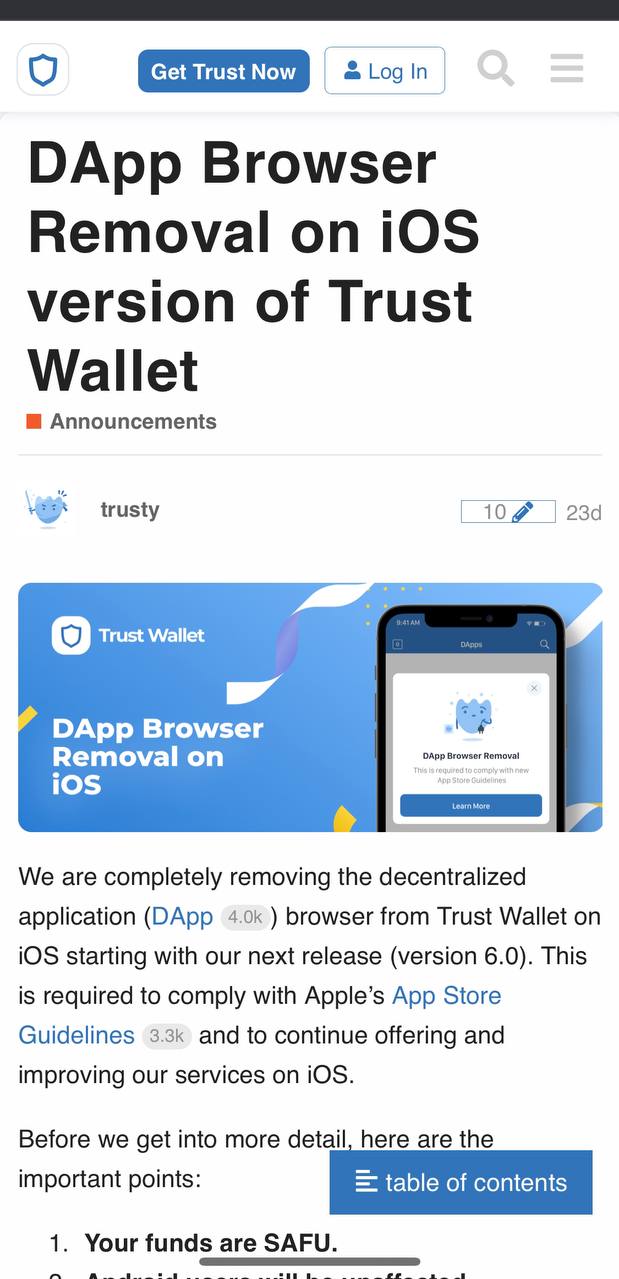 Get Trust Now
Log In
DApp Browser
Removal on iOS
version of Trust
Wallet
Announcements
trusty
10
23d
Trust Wallet
DApp Browser
Removal on
iOS
9:41 AM
DApps
DApp Browser Removal
This is required to comply with new
App Store Guidelines
Learn More
We are completely removing the decentralized
application (DApp 4.0k) browser from Trust Wallet on
iOS starting with our next release (version 6.0). This
is required to comply with Apple’s App Store
Guidelines 3.3k and to continue offering and
improving our services on iOS.
Before we get into more detail, here are the
important points:
table of contents
1. Your funds are SAFU.
2. Android users will be unaffected